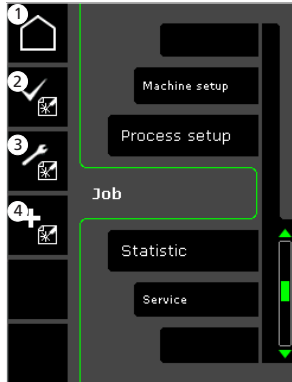 1
2
3
4
Machine setup
Process setup
Job
Statistic
Service